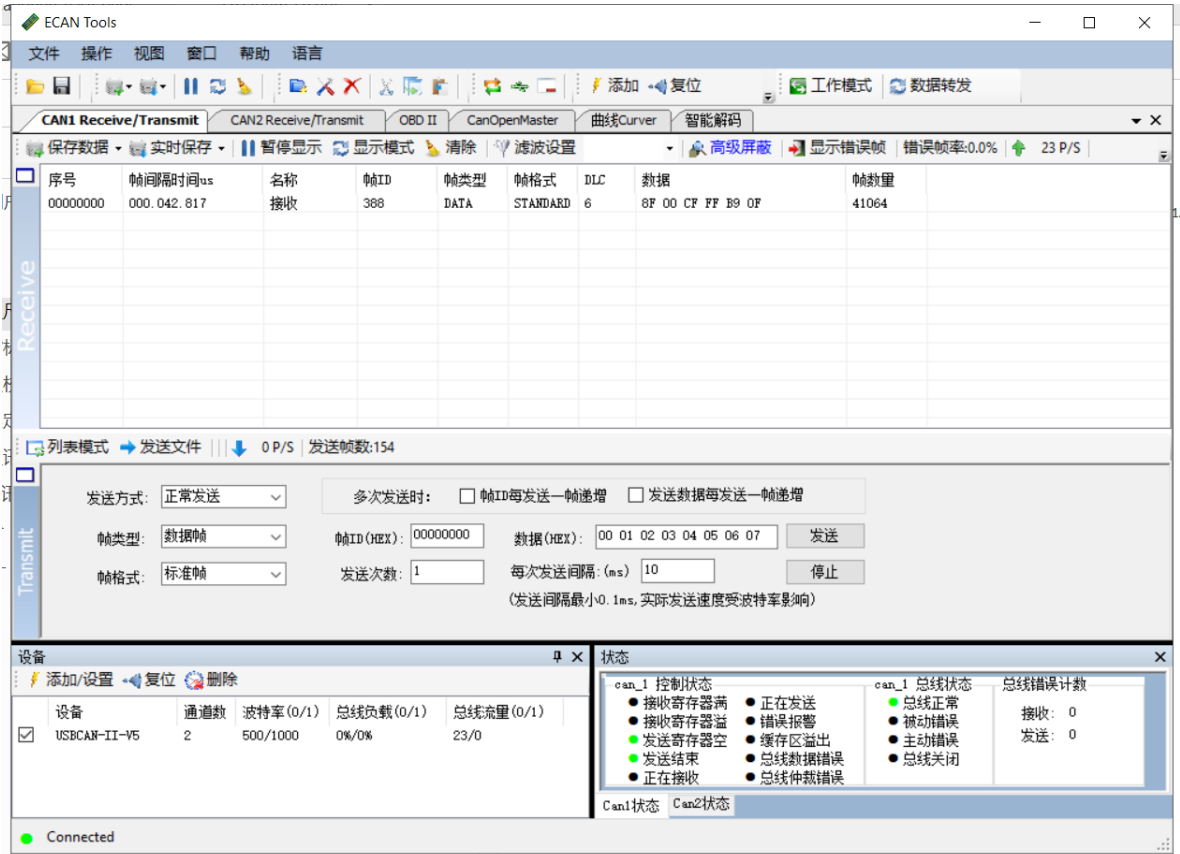 ECAN Tools
文件 操作 视图 窗口 帮助 语言
添加 复位 工作模式 数据转发
CAN1 Receive/Transmit CAN2 Receive/Transmit OBD II CanOpenMaster 曲线Curver 智能解码
保存数据 实时保存 暂停显示 显示模式 清除 滤波设置 高级屏蔽 显示错误帧 错误帧率:0.0% 23 P/S
序号 帧间隔时间us 名称 帧ID 帧类型 帧格式 DLC 数据 帧数量
00000000 000.042.817 接收 388 DATA STANDARD 6 8F 00 CF FF B9 0F 41064
Receive
列表模式 发送文件 0 P/S 发送帧数:154
发送方式: 正常发送 多次发送时: 帧ID每发送一帧递增 发送数据每发送一帧递增
帧类型: 数据帧 帧ID(HEX): 00000000 数据(HEX): 00 01 02 03 04 05 06 07 发送
帧格式: 标准帧 发送次数: 1 每次发送间隔:(ms) 10 停止
(发送间隔最小0.1ms,实际发送速度受波特率影响)
Transmit
设备
添加/设置 复位 删除
设备 通道数 波特率(0/1) 总线负载(0/1) 总线流量(0/1)
USBCAN-II-V5 2 500/1000 0%/0% 23/0
状态
can_1 控制状态 can_1 总线状态 总线错误计数
接收寄存器满 正在发送 总线正常 接收: 0
接收寄存器溢 错误报警 被动错误 发送: 0
发送寄存器空 缓存区溢出 主动错误
发送结束 总线数据错误 总线关闭
正在接收 总线仲裁错误
Can1状态 Can2状态
Connected